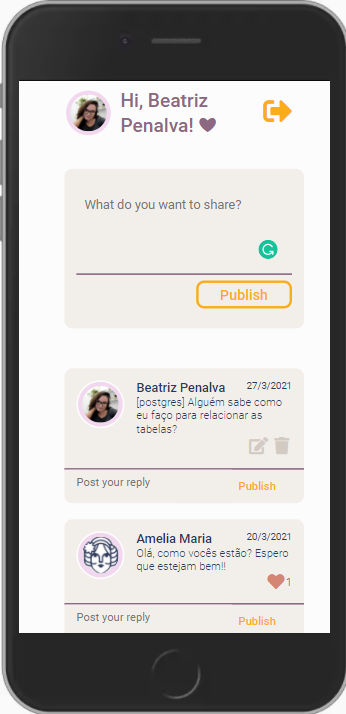 Hi, Beatriz
Penalva!
What do you want to share?
Publish
Beatriz Penalva 27/3/2021
[postgres] Alguém sabe como
eu faço para relacionar as
tabelas?
Post your reply Publish
Amelia Maria 20/3/2021
Olá, como vocês estão? Espero
que estejam bem!!
1
Post your reply Publish